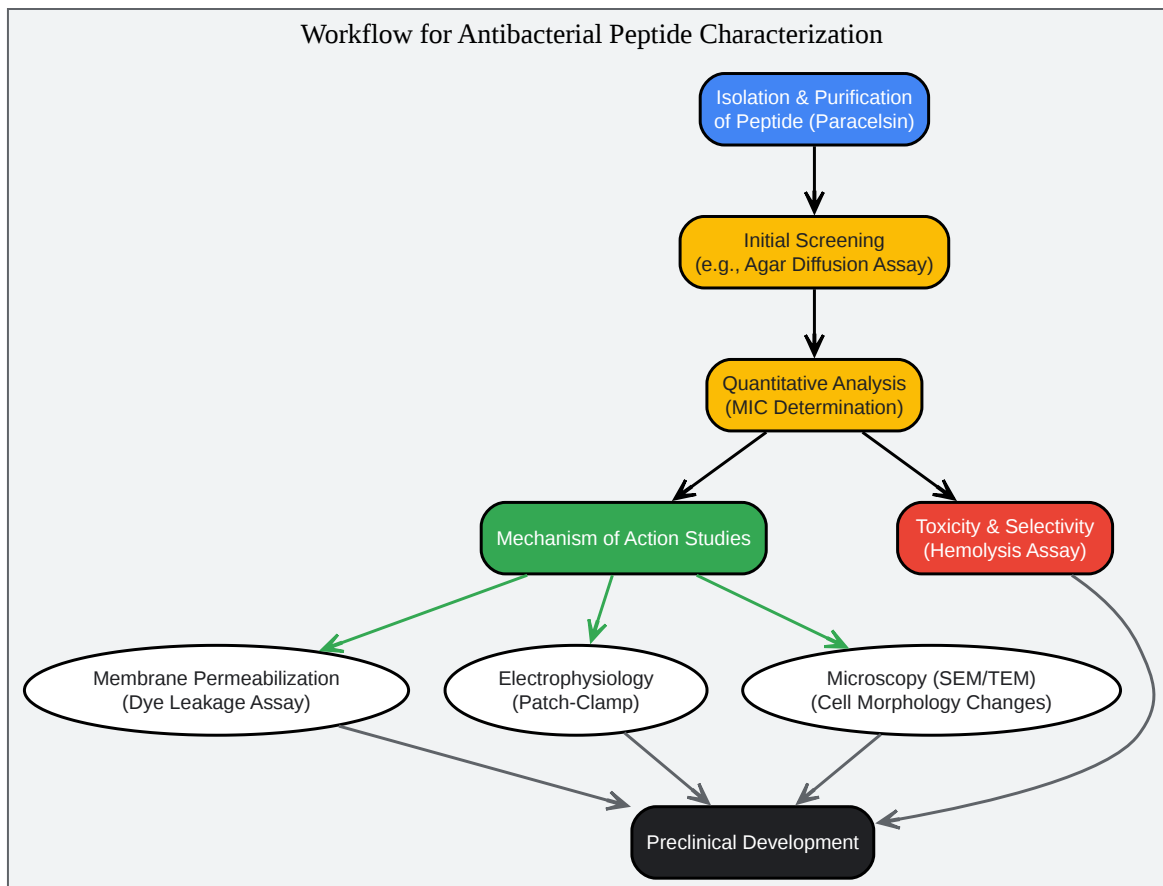 Workflow for Antibacterial Peptide Characterization
Isolation & Purification
of Peptide (Paracelsin)
Initial Screening
(e.g., Agar Diffusion Assay)
Quantitative Analysis
(MIC Determination)
Mechanism of Action Studies
Toxicity & Selectivity
(Hemolysis Assay)
Membrane Permeabilization
(Dye Leakage Assay)
Electrophysiology
(Patch-Clamp)
Microscopy (SEM/TEM)
(Cell Morphology Changes)
Preclinical Development